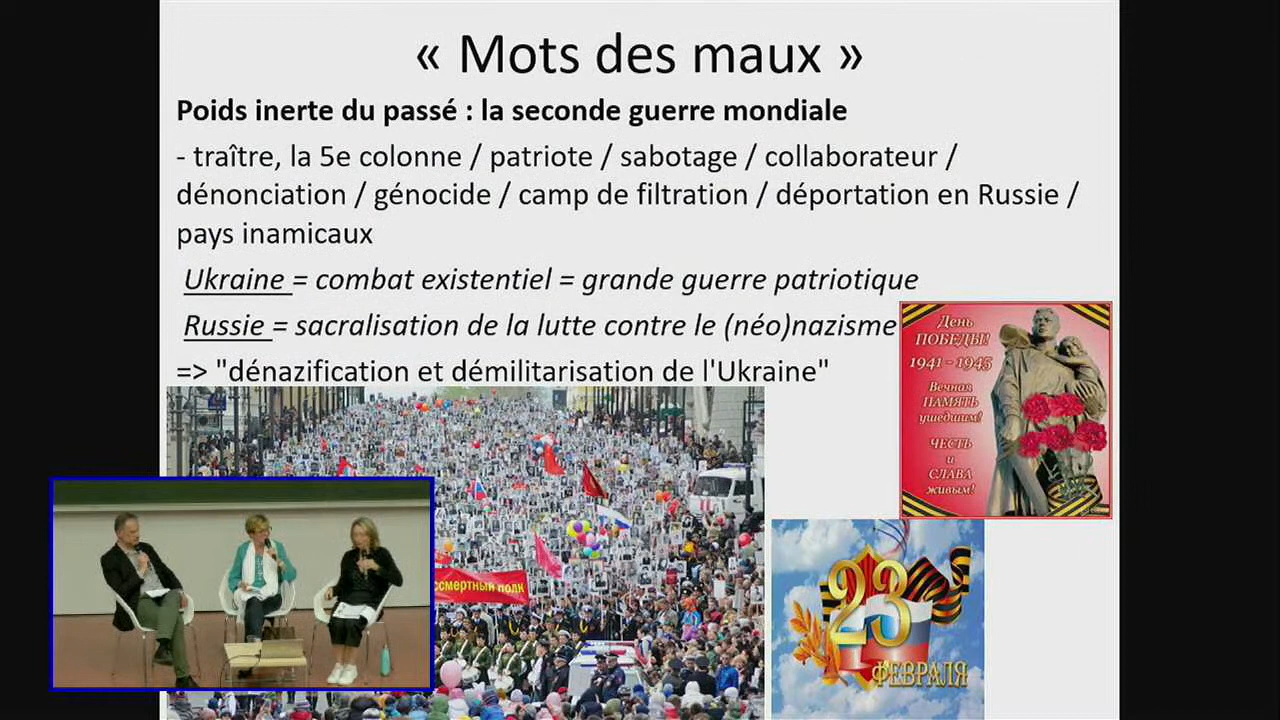 « Mots des maux »
Poids inerte du passé : la seconde guerre mondiale
- traître, la 5e colonne / patriote / sabotage / collaborateur /
dénonciation / génocide / camp de filtration / déportation en Russie /
pays inamicaux
Ukraine = combat existentiel = grande guerre patriotique
Russie = sacralisation de la lutte contre le (néo)nazisme
=> "dénazification et démilitarisation de l'Ukraine"
День
ПОБЕДЫ!
1941 - 1945
Вечная
ПАМЯТЬ
ушедшим!
ЧЕСТЬ
и
СЛАВА
живым!
ссмертный полк
23
ФЕВРАЛЯ